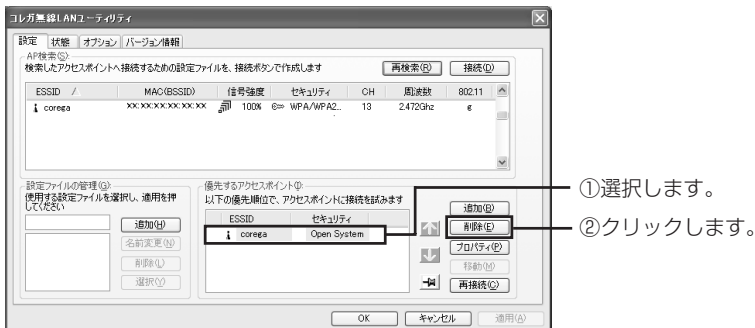 コレガ無線LANユーティリティ
設定 状態 オプション バージョン情報
AP検索(S):
検索したアクセスポイントへ接続するための設定ファイルを、接続ボタンで作成します 再検索(R) 接続(D)
ESSID MAC(BSSID) 信号強度 セキュリティ CH 周波数 802.11
corega XX:XX:XX:XX:XX:XX 100% WPA/WPA2.. 13 2.472Ghz g
設定ファイルの管理(G):
使用する設定ファイルを選択し、適用を押
してください
追加(H)
名前変更(N)
削除(L)
選択(Y)
優先するアクセスポイント(I):
以下の優先順位で、アクセスポイントに接続を試みます
ESSID セキュリティ
corega Open System
追加(B)
削除(E)
プロパティ(P)
移動(M)
再接続(C)
①選択します。
②クリックします。
OK キャンセル 適用(A)